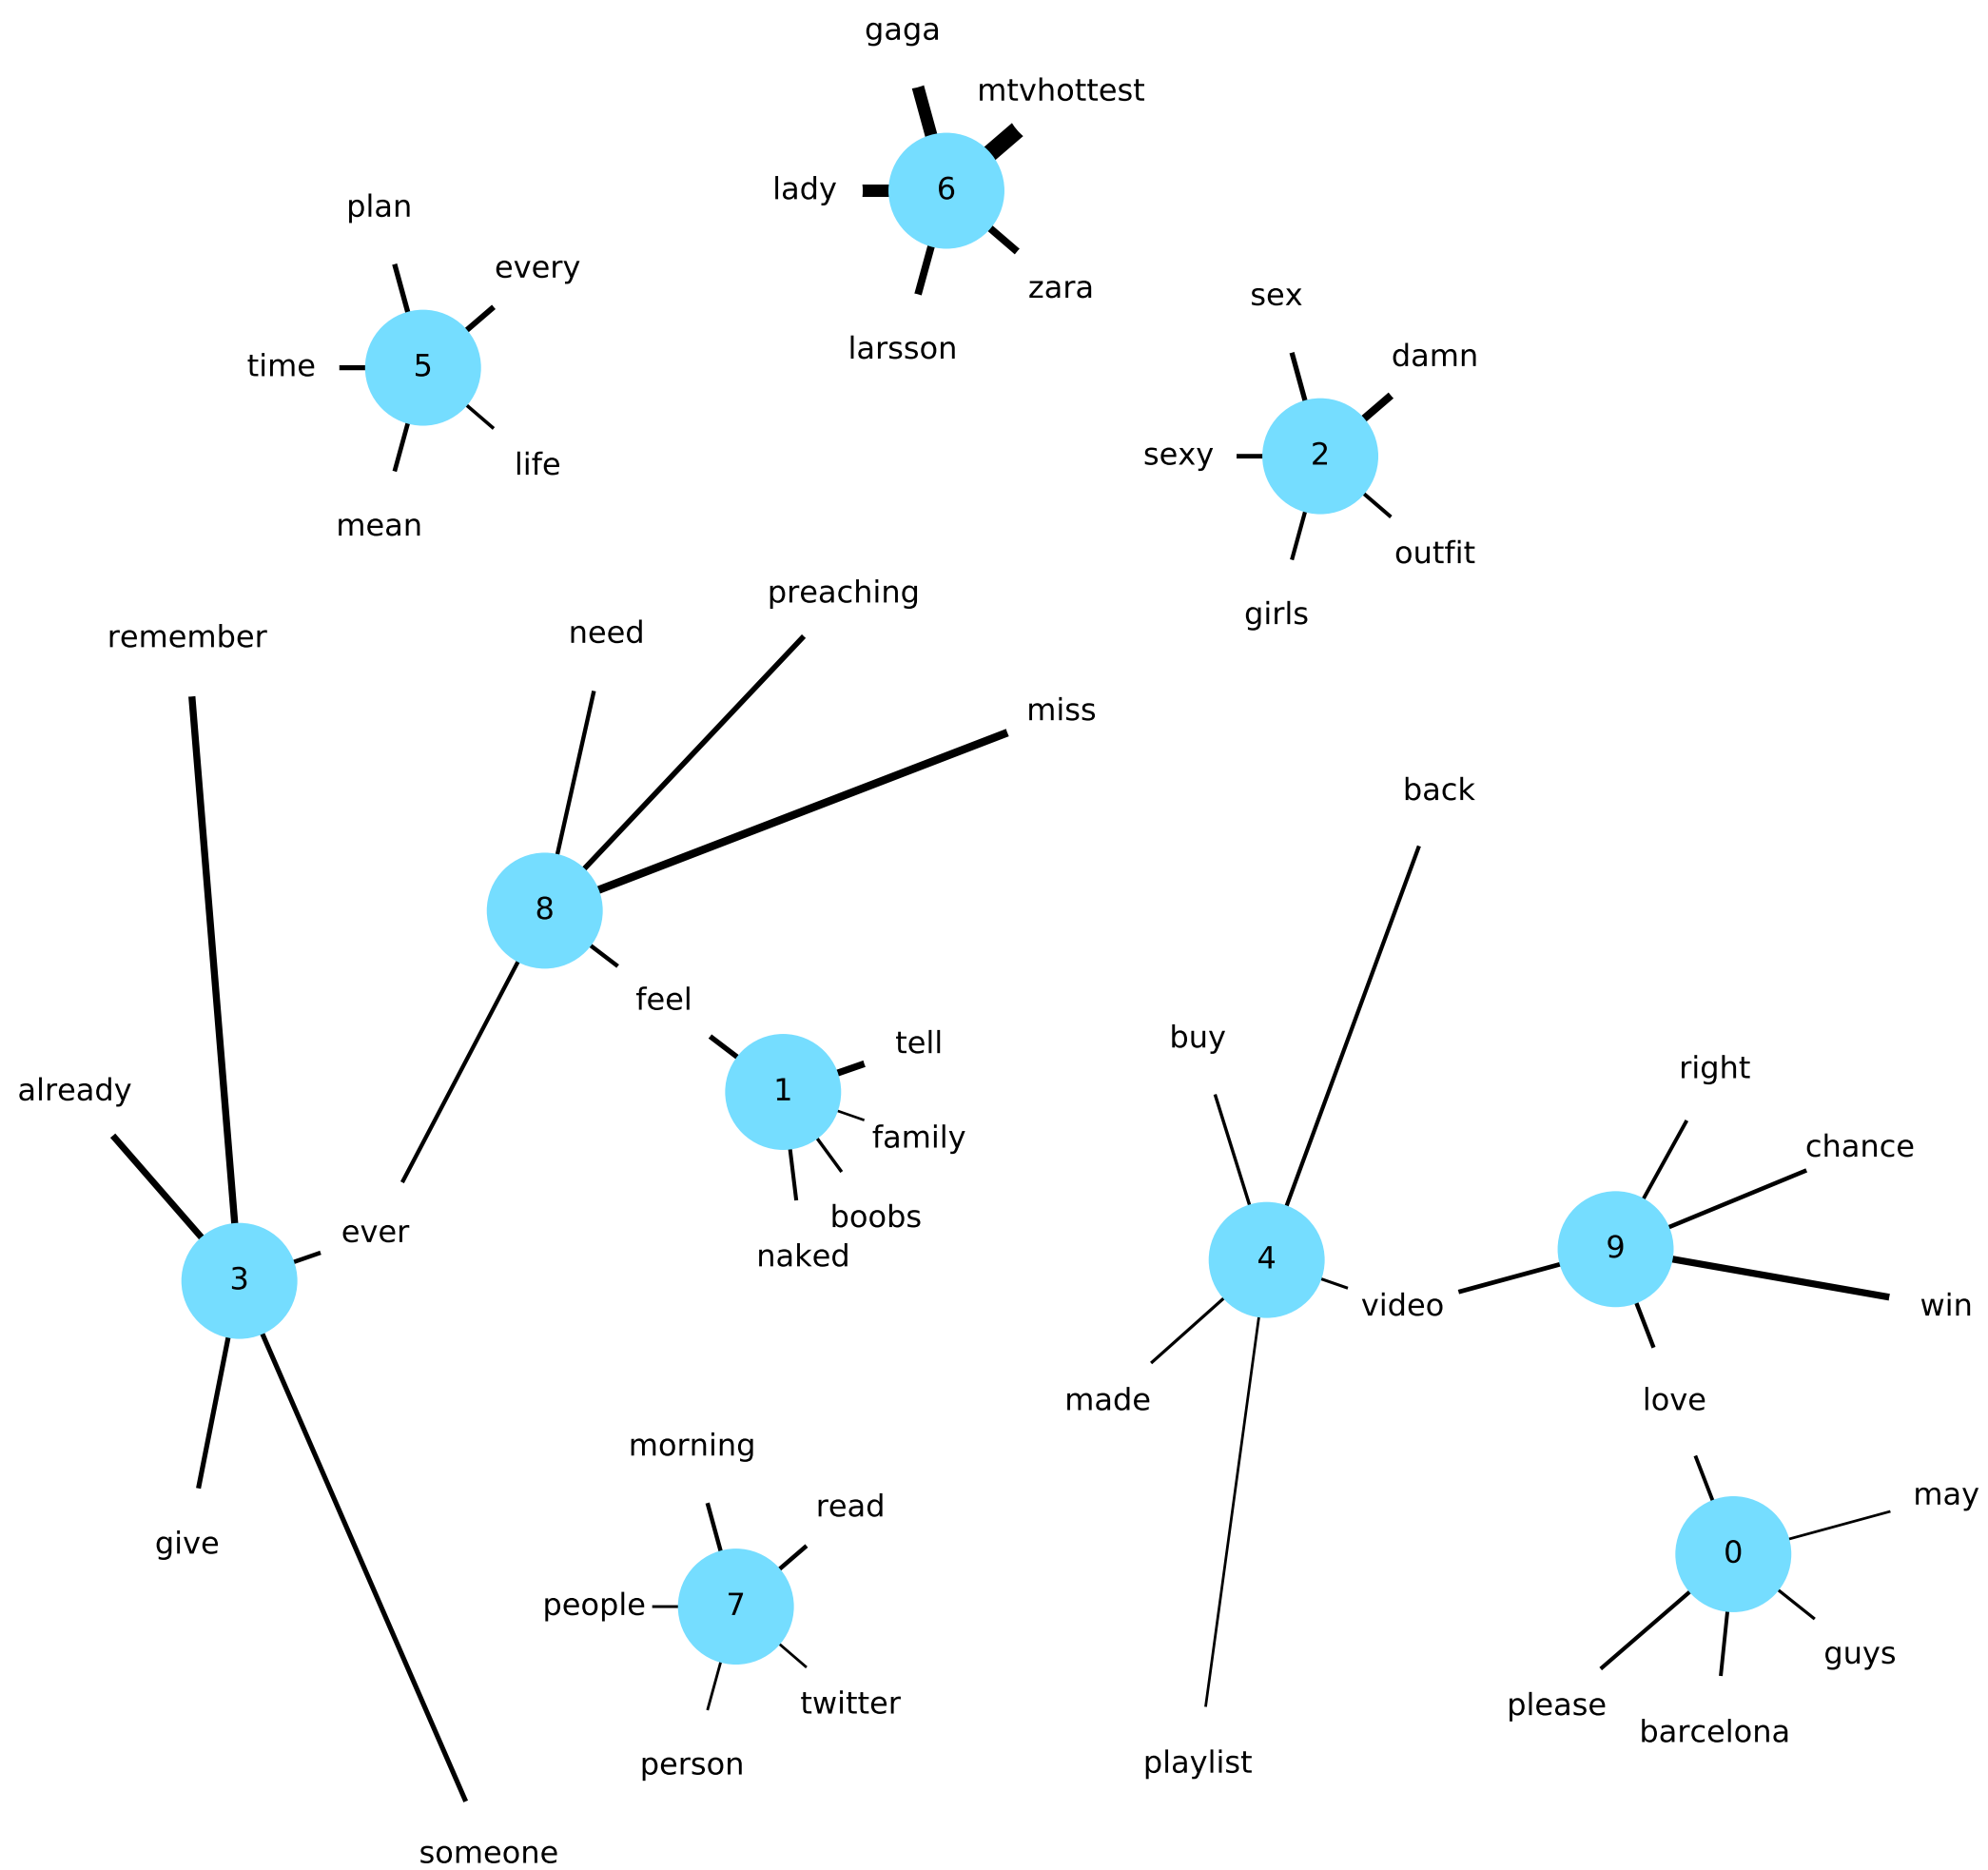 gaga
mtvhottest
lady
6
zara
larsson
plan
every
time
5
life
mean
sex
damn
sexy
2
outfit
girls
remember
need
preaching
miss
8
feel
back
already
ever
3
give
someone
tell
1
family
boobs
naked
buy
4
made
video
playlist
right
chance
9
win
love
may
0
guys
please
barcelona
morning
read
people
7
twitter
person